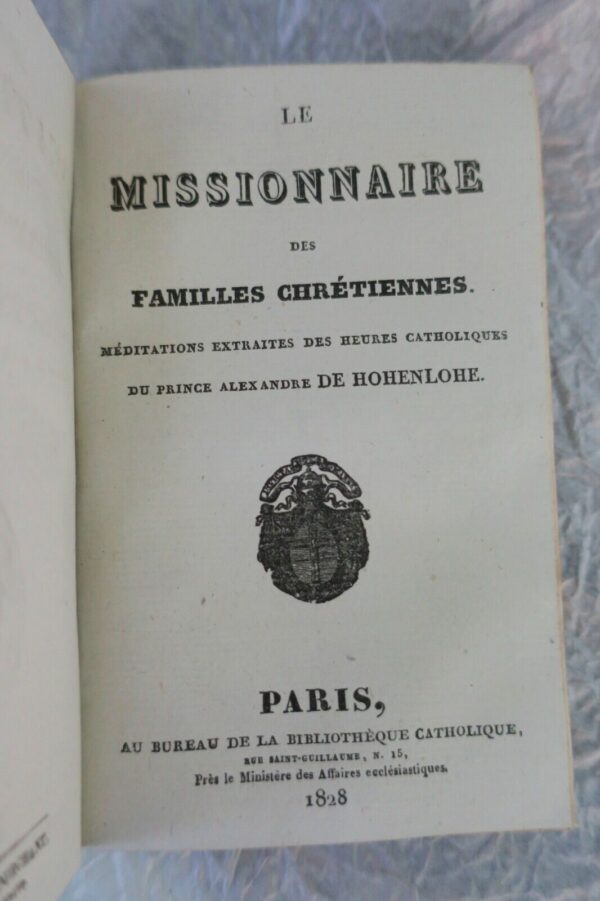 LE
MISSIONNAIRE
DES
FAMILLES CHRÉTIENNES.
MÉDITATIONS EXTRAITES DES HEURES CATHOLIQUES
DU PRINCE ALEXANDRE DE HOHENLOHE.
PARIS,
AU BUREAU DE LA BIBLIOTHÈQUE CATHOLIQUE,
RUE SAINT-GUILLAUME, N. 15,
Près le Ministère des Affaires ecclésiastiques.
1828